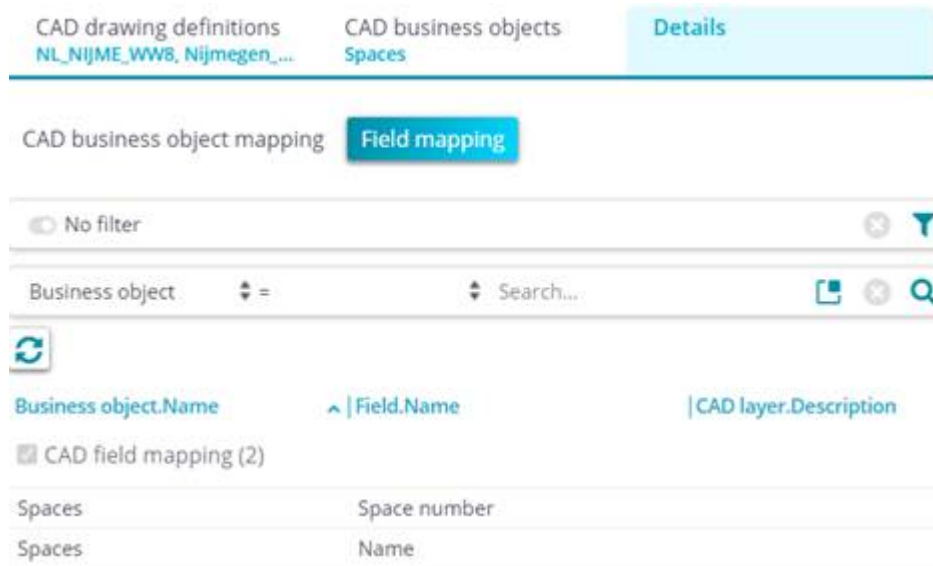 CAD drawing definitions CAD business objects Details
NL_NIJME_WW8, Nijmegen_... Spaces
CAD business object mapping Field mapping
No filter
Business object = Search...
Business object.Name Field.Name CAD layer.Description
CAD field mapping (2)
Spaces Space number
Spaces Name